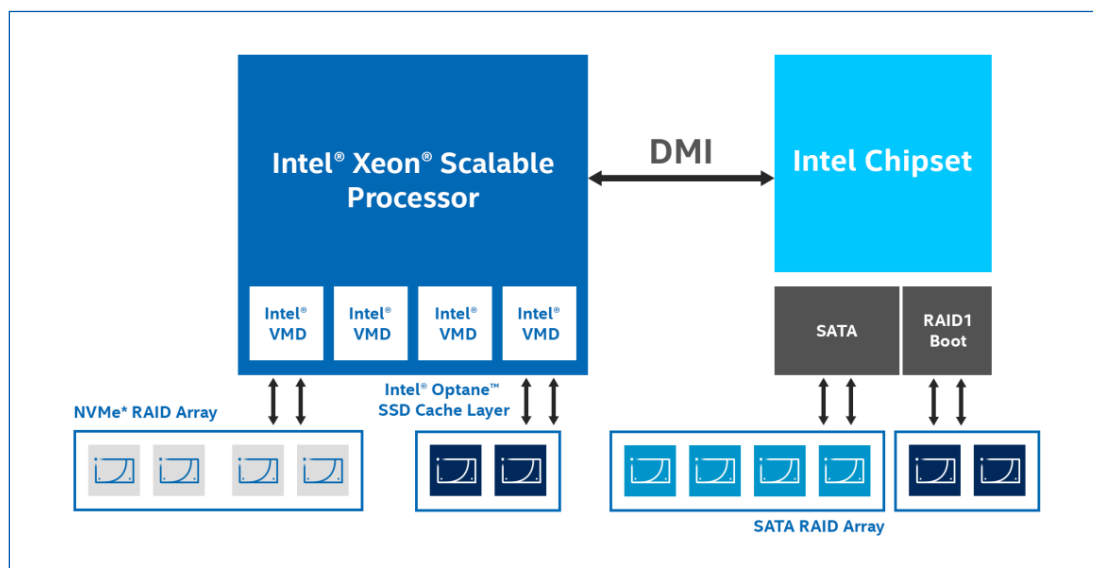 Intel® Xeon® Scalable
Processor
DMI
Intel Chipset
Intel®
VMD
Intel®
VMD
Intel®
VMD
Intel®
VMD
SATA
RAID1
Boot
NVMe* RAID Array
Intel® Optane™
SSD Cache Layer
SATA RAID Array